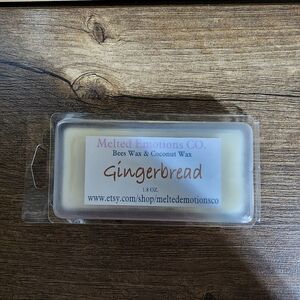 Melted Emotions CO.
Bees Wax & Coconut Wax
Gingerbread
1.8 OZ.
www.etsy.com/shop/meltedemotionsco